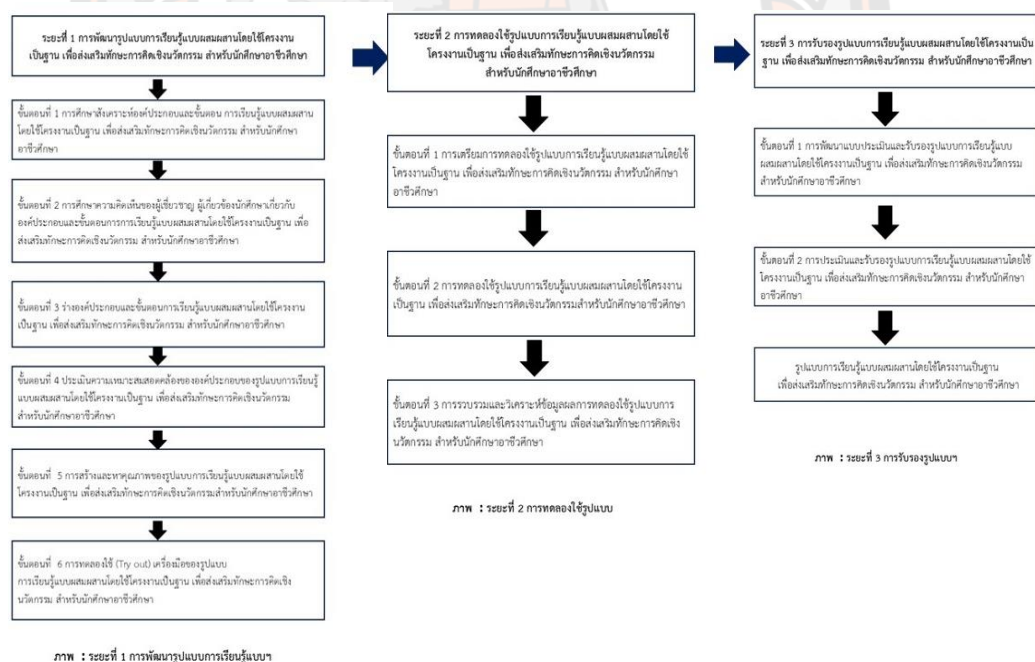 ระยะที่ 1 การพัฒนารูปแบบการเรียนรู้แบบผสมผสานโดยใช้โครงงาน
เป็นฐาน เพื่อส่งเสริมทักษะการคิดเชิงนวัตกรรม สำหรับนักศึกษาอาชีวศึกษา
ขั้นตอนที่ 1 การศึกษาสังเคราะห์องค์ประกอบและขั้นตอน การเรียนรู้แบบผสมผสาน
โดยใช้โครงงานเป็นฐาน เพื่อส่งเสริมทักษะการคิดเชิงนวัตกรรม สำหรับนักศึกษา
อาชีวศึกษา
ขั้นตอนที่ 2 การศึกษาความคิดเห็นของผู้เชี่ยวชาญ ผู้เกี่ยวข้องนักศึกษาเกี่ยวกับ
องค์ประกอบและขั้นตอนการการเรียนรู้แบบผสมผสานโดยใช้โครงงานเป็นฐาน เพื่อ
ส่งเสริมทักษะการคิดเชิงนวัตกรรม สำหรับนักศึกษาอาชีวศึกษา
ขั้นตอนที่ 3 ร่างองค์ประกอบและขั้นตอนการเรียนรู้แบบผสมผสานโดยใช้โครงงาน
เป็นฐาน เพื่อส่งเสริมทักษะการคิดเชิงนวัตกรรม สำหรับนักศึกษาอาชีวศึกษา
ขั้นตอนที่ 4 ประเมินความเหมาะสมสอดคล้องขององค์ประกอบของรูปแบบการเรียนรู้
แบบผสมผสานโดยใช้โครงงานเป็นฐาน เพื่อส่งเสริมทักษะการคิดเชิงนวัตกรรม
สำหรับนักศึกษาอาชีวศึกษา
ขั้นตอนที่ 5 การสร้างและหาคุณภาพของรูปแบบการเรียนรู้แบบผสมผสานโดยใช้
โครงงานเป็นฐาน เพื่อส่งเสริมทักษะการคิดเชิงนวัตกรรมสำหรับนักศึกษาอาชีวศึกษา
ขั้นตอนที่ 6 การทดลองใช้ (Try out) เครื่องมือของรูปแบบ
การเรียนรู้แบบผสมผสานโดยใช้โครงงานเป็นฐาน เพื่อส่งเสริมทักษะการคิดเชิง
นวัตกรรม สำหรับนักศึกษาอาชีวศึกษา
ภาพ : ระยะที่ 1 การพัฒนารูปแบบการเรียนรู้แบบฯ
ระยะที่ 2 การทดลองใช้รูปแบบการเรียนรู้แบบผสมผสานโดยใช้
โครงงานเป็นฐาน เพื่อส่งเสริมทักษะการคิดเชิงนวัตกรรม
สำหรับนักศึกษาอาชีวศึกษา
ขั้นตอนที่ 1 การเตรียมการทดลองใช้รูปแบบการเรียนรู้แบบผสมผสานโดยใช้
โครงงานเป็นฐาน เพื่อส่งเสริมทักษะการคิดเชิงนวัตกรรม สำหรับนักศึกษา
อาชีวศึกษา
ขั้นตอนที่ 2 การทดลองใช้รูปแบบการเรียนรู้แบบผสมผสานโดยใช้โครงงาน
เป็นฐาน เพื่อส่งเสริมทักษะการคิดเชิงนวัตกรรมสำหรับนักศึกษาอาชีวศึกษา
ขั้นตอนที่ 3 การรวบรวมและวิเคราะห์ข้อมูลผลการทดลองใช้รูปแบบการ
เรียนรู้แบบผสมผสานโดยใช้โครงงานเป็นฐาน เพื่อส่งเสริมทักษะการคิดเชิง
นวัตกรรม สำหรับนักศึกษาอาชีวศึกษา
ภาพ : ระยะที่ 2 การทดลองใช้รูปแบบ
ระยะที่ 3 การรับรองรูปแบบการเรียนรู้แบบผสมผสานโดยใช้โครงงานเป็น
ฐาน เพื่อส่งเสริมทักษะการคิดเชิงนวัตกรรม สำหรับนักศึกษาอาชีวศึกษา
ขั้นตอนที่ 1 การพัฒนาแบบประเมินและรับรองรูปแบบการเรียนรู้แบบ
ผสมผสานโดยใช้โครงงานเป็นฐาน เพื่อส่งเสริมทักษะการคิดเชิงนวัตกรรม
สำหรับนักศึกษาอาชีวศึกษา
ขั้นตอนที่ 2 การประเมินและรับรองรูปแบบการเรียนรู้แบบผสมผสานโดยใช้
โครงงานเป็นฐาน เพื่อส่งเสริมทักษะการคิดเชิงนวัตกรรม สำหรับนักศึกษา
อาชีวศึกษา
รูปแบบการเรียนรู้แบบผสมผสานโดยใช้โครงงานเป็นฐาน
เพื่อส่งเสริมทักษะการคิดเชิงนวัตกรรม สำหรับนักศึกษาอาชีวศึกษา
ภาพ : ระยะที่ 3 การรับรองรูปแบบฯ